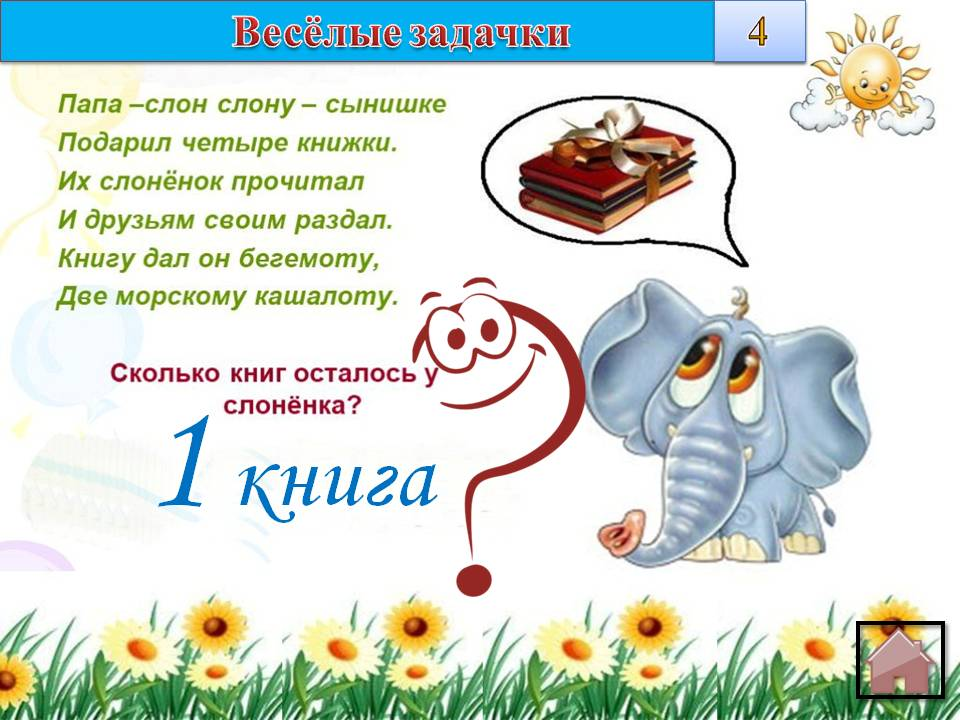 Весёлые задачки
4
Папа –слон слону – сынишке
Подарил четыре книжки.
Их слонёнок прочитал
И друзьям своим раздал.
Книгу дал он бегемоту,
Две морскому кашалоту.
Сколько книг осталось у
слонёнка?
1 книга